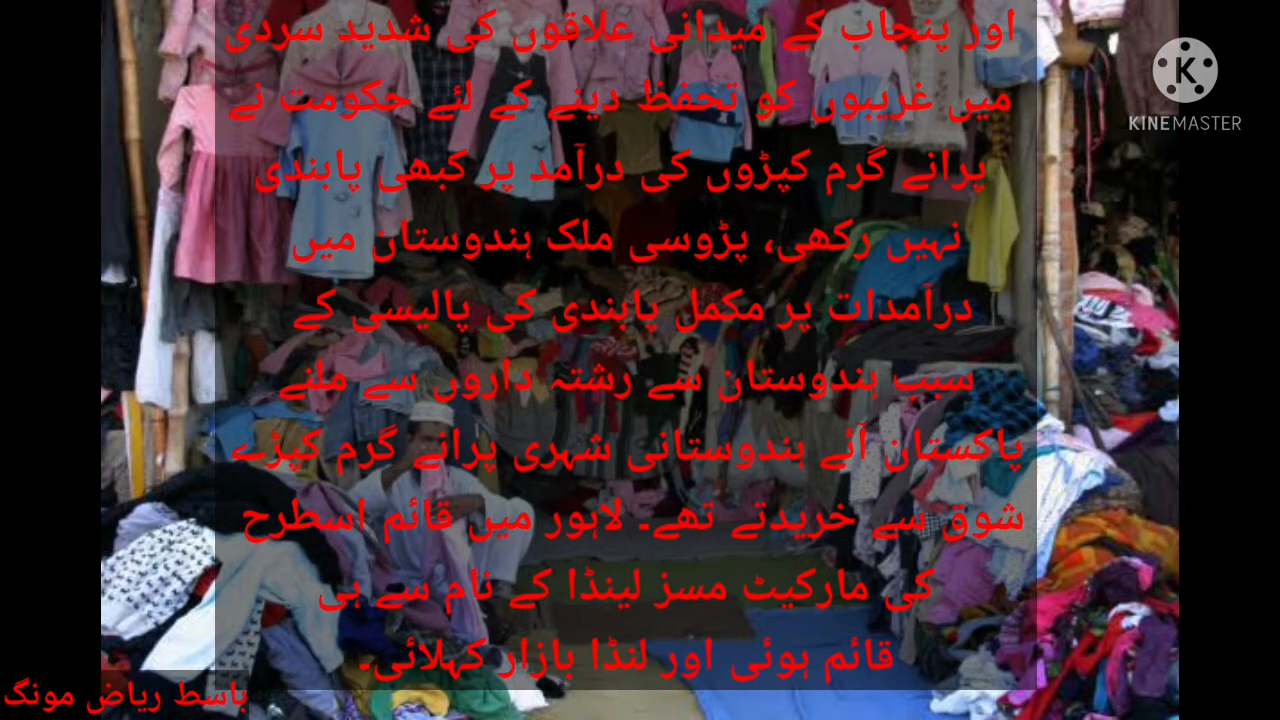 اور پنجاب کے میدانی علاقوں کی شدید سردی
میں غریبوں کو تحفظ دینے کے لئے حکومت نے
پرانے گرم کپڑوں کی درآمد پر کبھی پابندی
نہیں رکھی، پڑوسی ملک ہندوستان میں
درآمدات پر مکمل پابندی کی پالیسی کے
سبب ہندوستان سے رشتہ داروں سے ملنے
پاکستان آئے ہندوستانی شہری پرانے گرم کپڑے
شوق سے خریدتے تھے۔ لاہور میں قائم اسطرح
کی مارکیٹ مسز لینڈا کے نام سے ہی
قائم ہوئی اور لنڈا بازار کہلائی۔
باسط ریاض مونگ
KINEMASTER